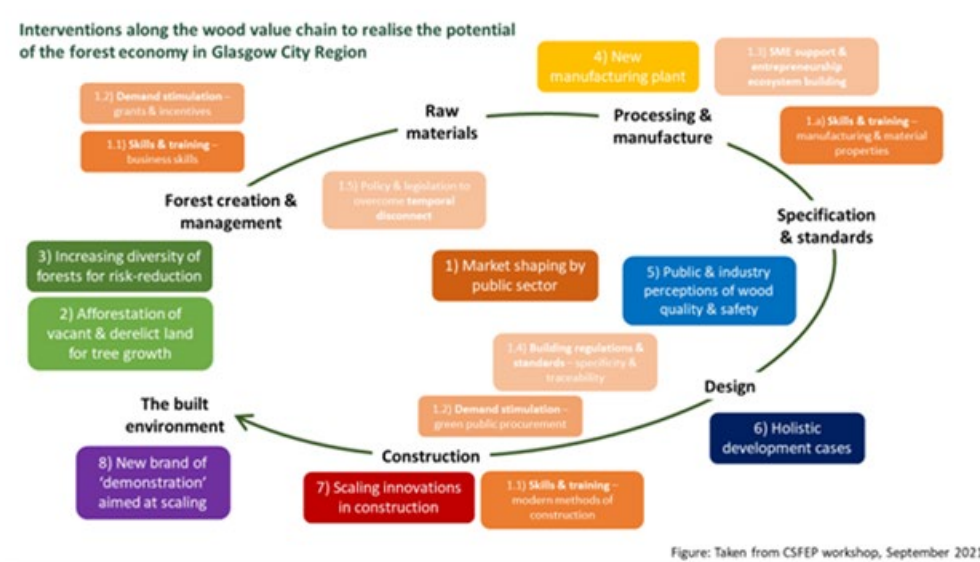 Interventions along the wood value chain to realise the potential
of the forest economy in Glasgow City Region
4) New
manufacturing plant
1.3) SME support &
entrepreneurship
ecosystem building
1.2) Demand stimulation –
grants & incentives
Raw
materials
Processing &
manufacture
1.a) Skills & training –
manufacturing & material
properties
1.1) Skills & training –
business skills
1.5) Policy & legislation to
overcome temporal
disconnect
Forest creation &
management
Specification
& standards
3) Increasing diversity of
forests for risk-reduction
1) Market shaping by
public sector
5) Public & industry
perceptions of wood
quality & safety
2) Afforestation of
vacant & derelict land
for tree growth
1.4) Building regulations &
standards – specificity &
traceability
Design
The built
environment
1.2) Demand stimulation –
green public procurement
6) Holistic
development cases
Construction
8) New brand of
‘demonstration’
aimed at scaling
7) Scaling innovations
in construction
1.1) Skills & training –
modern methods of
construction
Figure: Taken from CSFEP workshop, September 2021